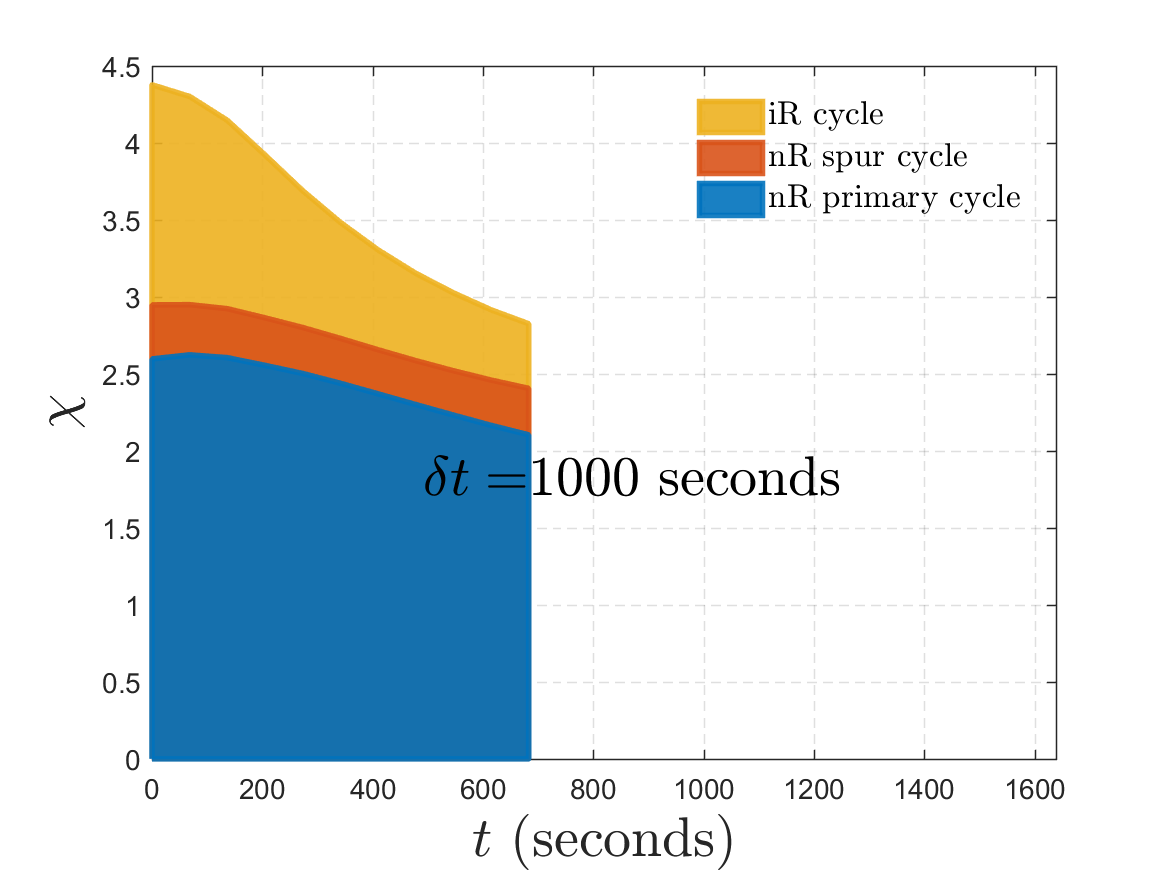 4.5
4
3.5
3
2.5
2
1.5
1
0.5
0
χ
iR cycle
nR spur cycle
nR primary cycle
δt =1000 seconds
0 200 400 600 800 1000 1200 1400 1600
t (seconds)